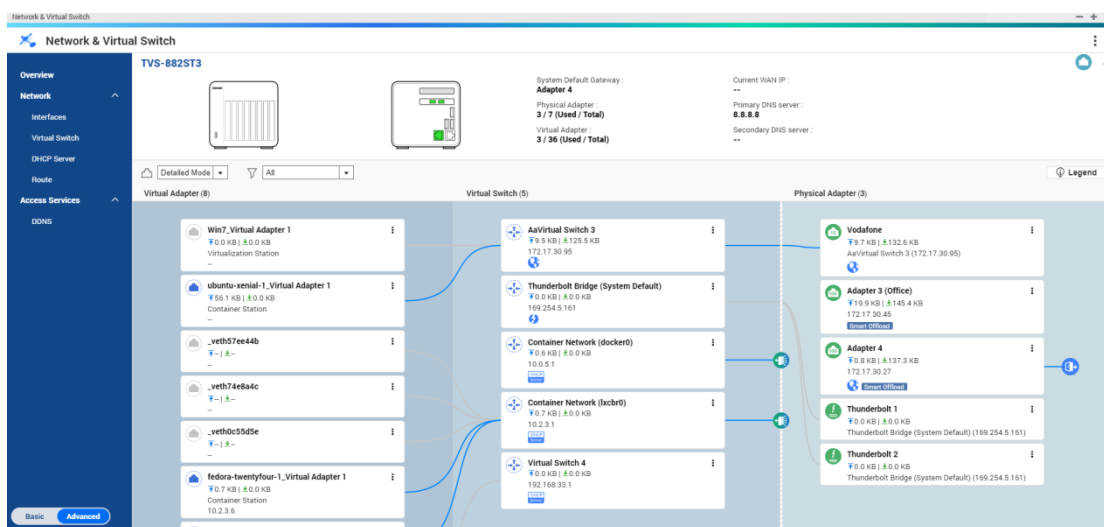 Network & Virtual Switch
Network & Virtual Switch
Overview
Network
Interfaces
Virtual Switch
DHCP Server
Route
Access Services
DDNS
Basic
Advanced
TVS-882ST3
System Default Gateway :
Adapter 4
Physical Adapter :
3 / 7 (Used / Total)
Virtual Adapter :
3 / 36 (Used / Total)
Current WAN IP :
--
Primary DNS server :
8.8.8.8
Secondary DNS server :
--
Detailed Mode
All
Legend
Virtual Adapter (8)
Win7_Virtual Adapter 1
0.0 KB | 0.0 KB
Virtualization Station
--
ubuntu-xenial-1_Virtual Adapter 1
56.1 KB | 0.0 KB
Container Station
--
_veth57ee44b
-- | --
--
_veth74e8a4c
-- | --
--
_veth0c55d5e
-- | --
--
fedora-twentyfour-1_Virtual Adapter 1
0.7 KB | 0.0 KB
Container Station
10.2.3.6
Virtual Switch (5)
AaVirtual Switch 3
9.5 KB | 125.5 KB
172.17.30.95
Thunderbolt Bridge (System Default)
0.0 KB | 0.0 KB
169.254.5.161
Container Network (docker0)
0.6 KB | 0.0 KB
10.0.5.1
DHCP
Server
Container Network (lxcbr0)
0.7 KB | 0.0 KB
10.2.3.1
DHCP
Server
Virtual Switch 4
0.0 KB | 0.0 KB
192.168.33.1
DHCP
Server
Physical Adapter (3)
Vodafone
9.7 KB | 132.6 KB
AaVirtual Switch 3 (172.17.30.95)
Adapter 3 (Office)
19.9 KB | 145.4 KB
172.17.30.45
Smart Offload
Adapter 4
0.8 KB | 137.3 KB
172.17.30.27
Smart Offload
Thunderbolt 1
0.0 KB | 0.0 KB
Thunderbolt Bridge (System Default) (169.254.5.161)
Thunderbolt 2
0.0 KB | 0.0 KB
Thunderbolt Bridge (System Default) (169.254.5.161)